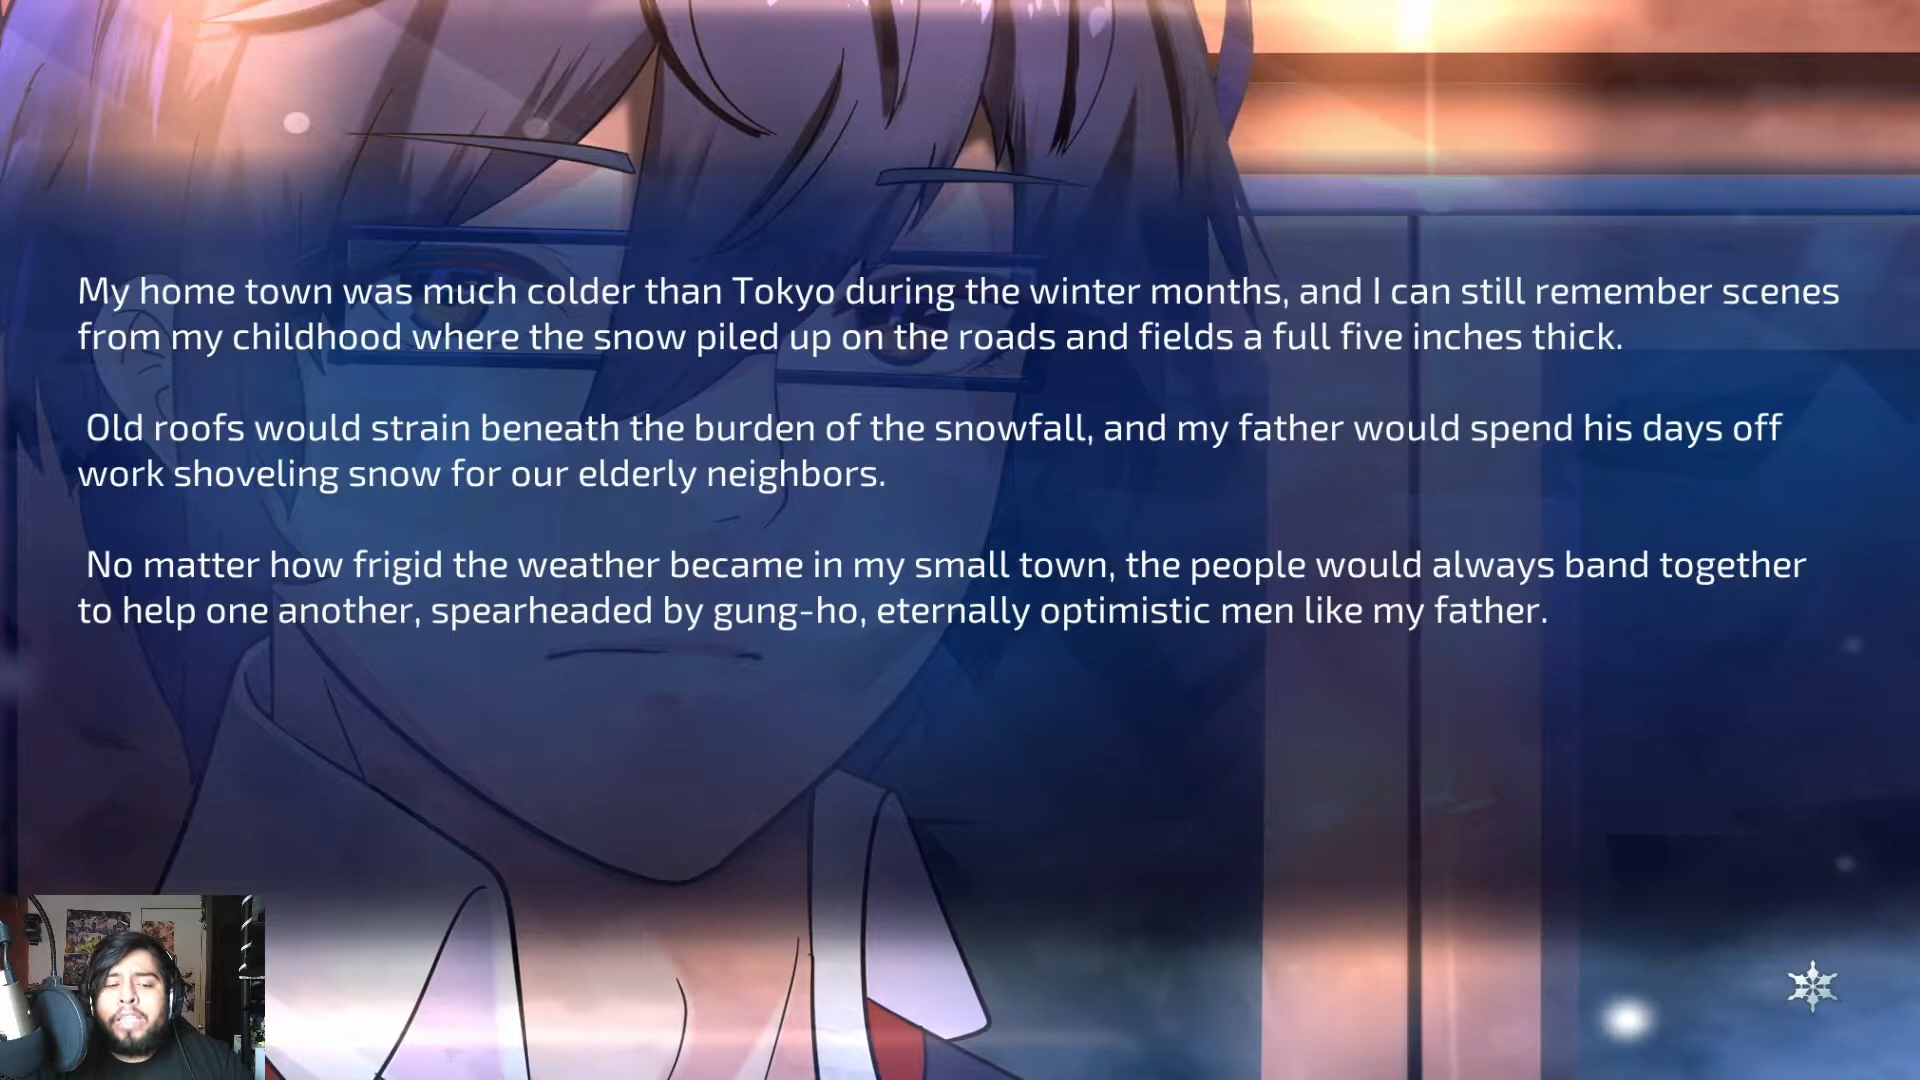 My home town was much colder than Tokyo during the winter months, and I can still remember scenes
from my childhood where the snow piled up on the roads and fields a full five inches thick.
Old roofs would strain beneath the burden of the snowfall, and my father would spend his days off
work shoveling snow for our elderly neighbors.
No matter how frigid the weather became in my small town, the people would always band together
to help one another, spearheaded by gung-ho, eternally optimistic men like my father.